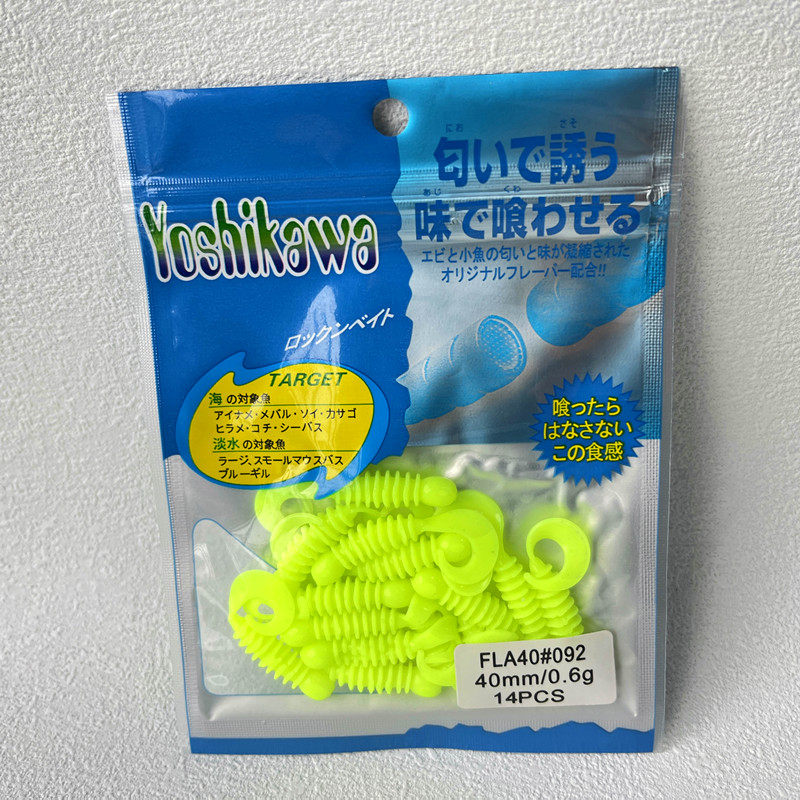 匂いで誘う
味で喰わせる
エビと小魚の匂いと味が凝縮された
オリジナルフレーバー配合!!
Yoshikawa
ロックンベイト
TARGET
海の対象魚
アイナメ・メバル・ソイ・カサゴ
ヒラメ・コチ・シーバス
淡水の対象魚
ラージ、スモールマウスバス
ブルーギル
喰ったら
はなさない
この食感
FLA40#092
40mm/0.6g
14PCS